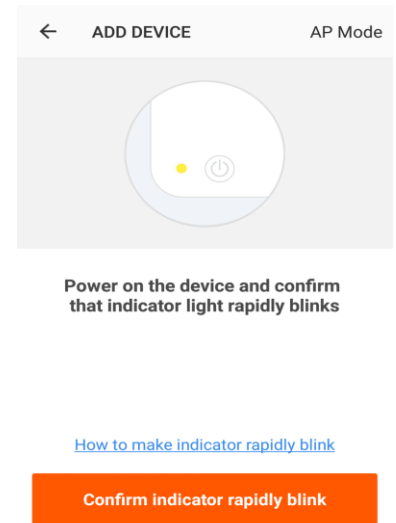 ADD DEVICE AP Mode
Power on the device and confirm
that indicator light rapidly blinks
How to make indicator rapidly blink
Confirm indicator rapidly blink